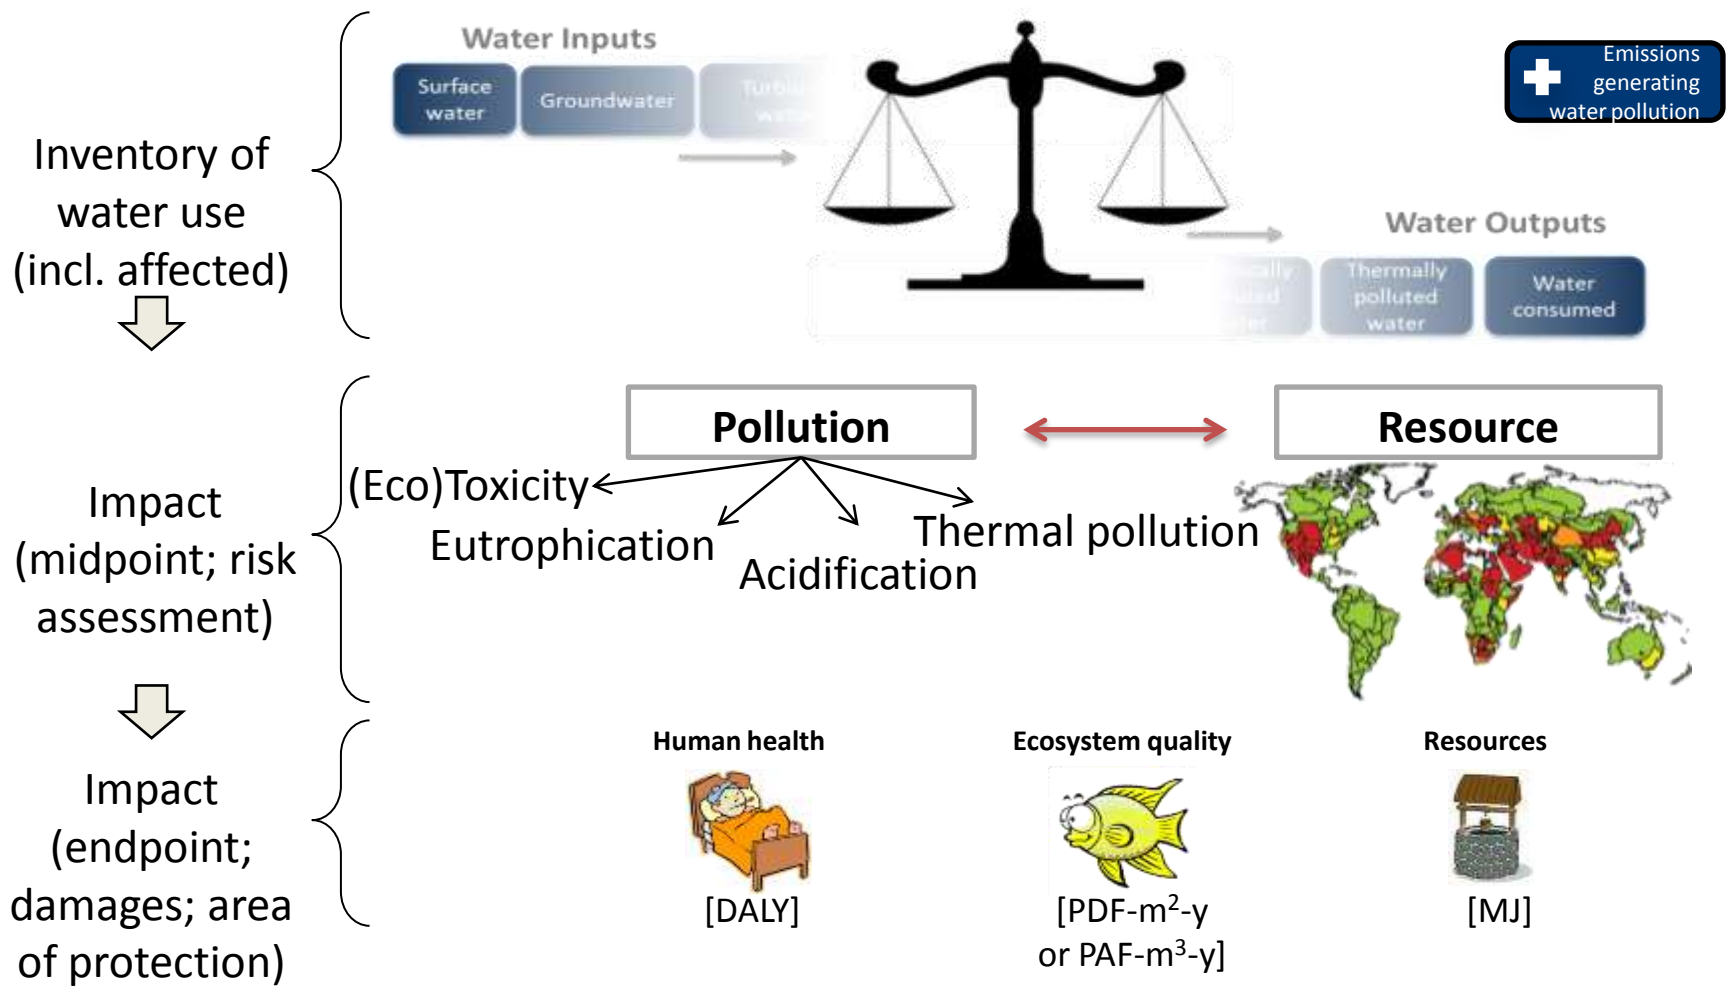 Water Inputs
Surface
water
Groundwater
Emissions
generating
water pollution
Inventory of
water use
(incl. affected)
Water Outputs
Thermally
polluted
water
Water
consumed
Pollution
Resource
(Eco)Toxicity
Eutrophication
Acidification
Thermal pollution
Impact
(midpoint; risk
assessment)
Human health
Ecosystem quality
Resources
Impact
(endpoint;
damages; area
of protection)
[DALY]
[PDF-m²-y
or PAF-m³-y]
[MJ]